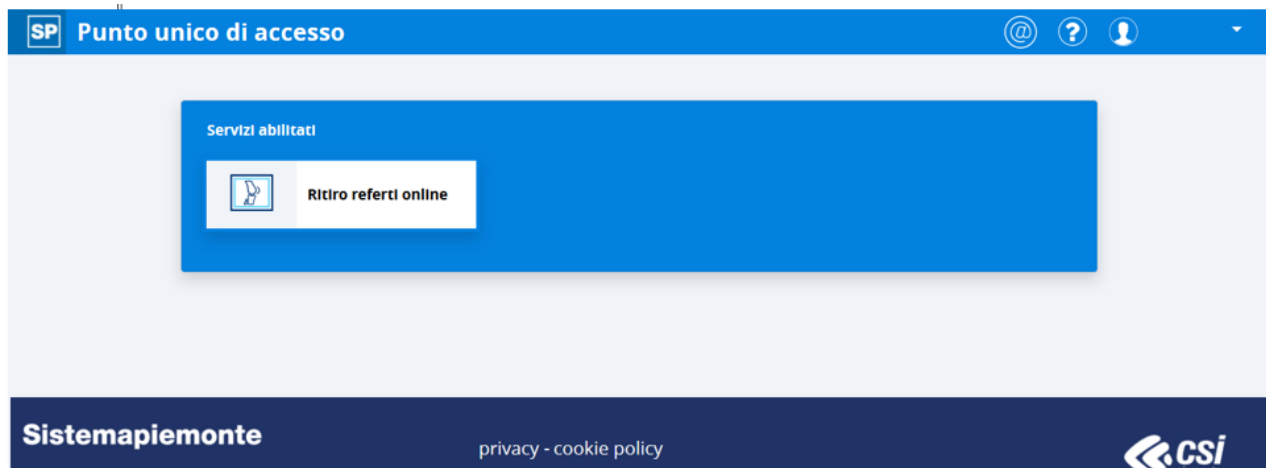 SP Punto unico di accesso @ ?
Servizi abilitati
Ritiro referti online
Sistemapiemonte
privacy - cookie policy
csi